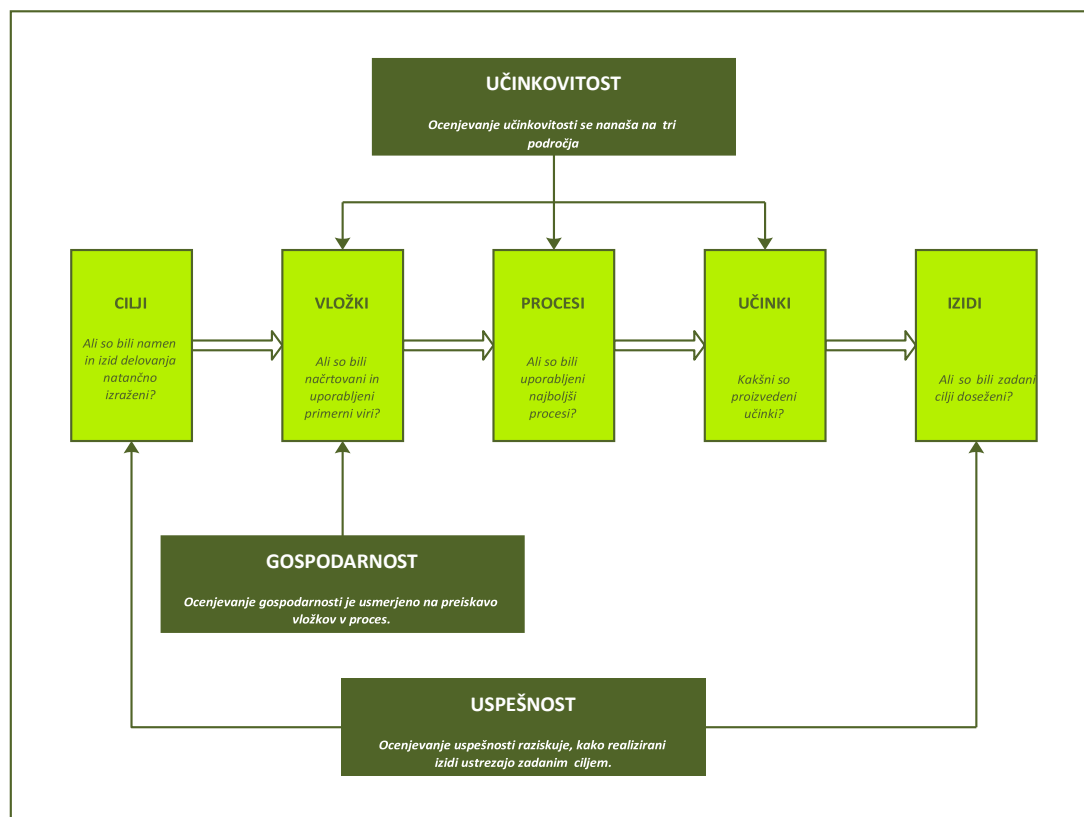 UČINKOVITOST
Ocenjevanje učinkovitosti se nanaša na tri
področja
CILJI
Ali so bili namen
in izid delovanja
natančno
izraženi?
VLOŽKI
Ali so bili
načrtovani in
uporabljeni
primerni viri?
PROCESI
Ali so bili
uporabljeni
najboljši
procesi?
UČINKI
Kakšni so
proizvedeni
učinki?
IZIDI
Ali so bili zadani
cilji doseženi?
GOSPODARNOST
Ocenjevanje gospodarnosti je usmerjeno na preiskavo
vložkov v proces.
USPEŠNOST
Ocenjevanje uspešnosti raziskuje, kako realizirani
izidi ustrezajo zadanim ciljem.